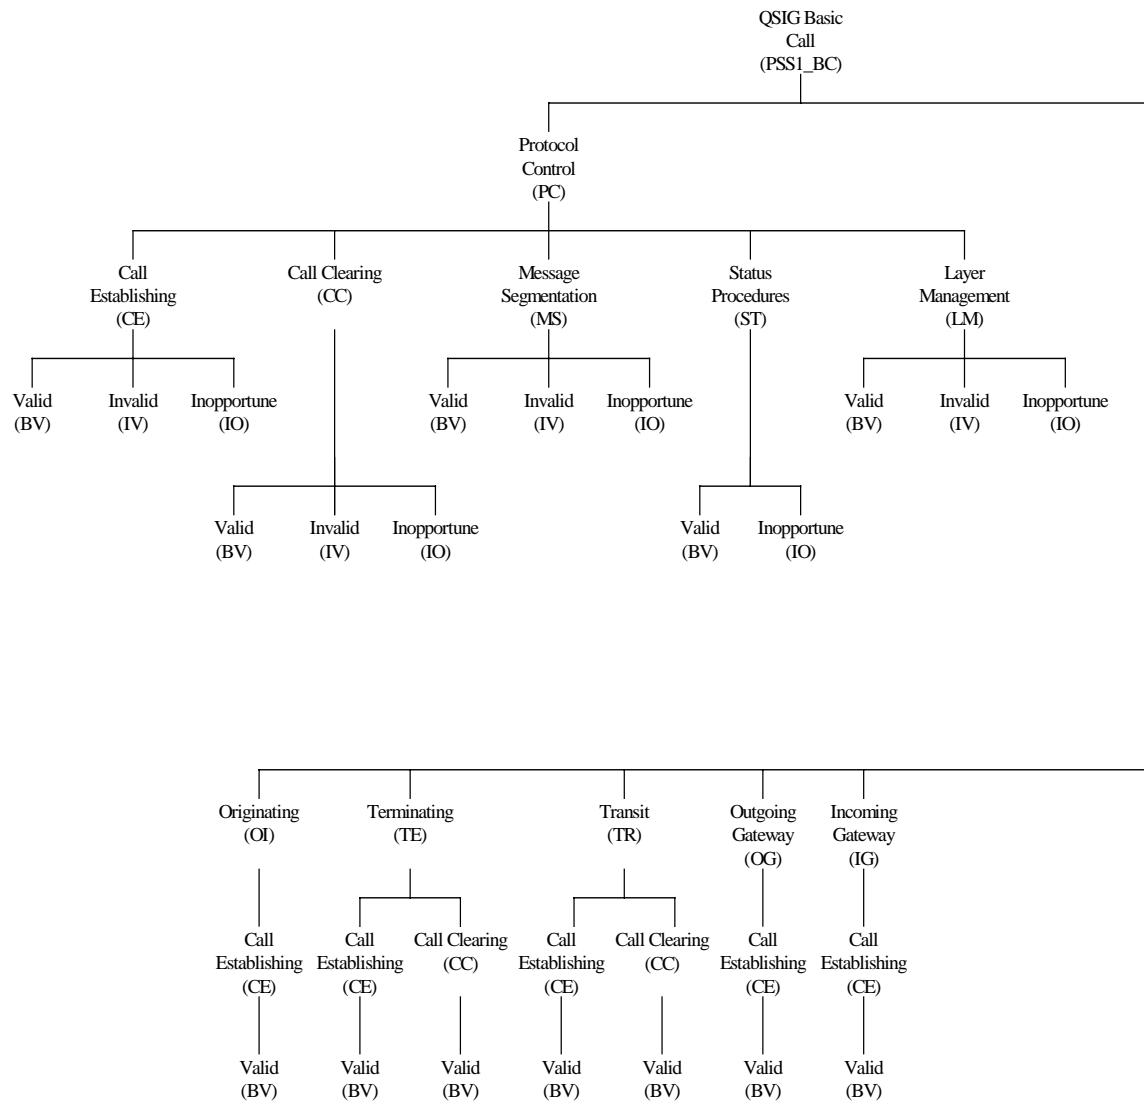 QSIG Basic
Call
(PSS1_BC)
Protocol
Control
(PC)
Call
Establishing
(CE)
Call Clearing
(CC)
Message
Segmentation
(MS)
Status
Procedures
(ST)
Layer
Management
(LM)
Valid
(BV)
Invalid
(IV)
Inopportune
(IO)
Valid
(BV)
Invalid
(IV)
Inopportune
(IO)
Valid
(BV)
Invalid
(IV)
Inopportune
(IO)
Valid
(BV)
Invalid
(IV)
Inopportune
(IO)
Valid
(BV)
Inopportune
(IO)
Originating
(OI)
Terminating
(TE)
Transit
(TR)
Outgoing
Gateway
(OG)
Incoming
Gateway
(IG)
Call
Establishing
(CE)
Call
Establishing
(CE)
Call Clearing
(CC)
Call
Establishing
(CE)
Call Clearing
(CC)
Call
Establishing
(CE)
Call
Establishing
(CE)
Valid
(BV)
Valid
(BV)
Valid
(BV)
Valid
(BV)
Valid
(BV)
Valid
(BV)
Valid
(BV)